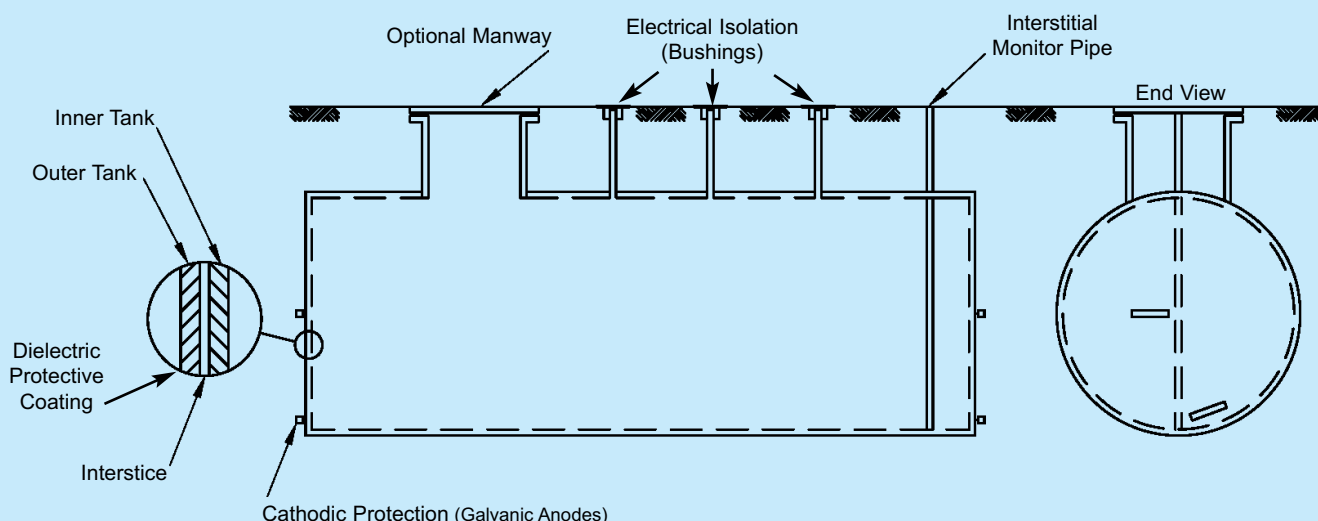 Optional Manway
Electrical Isolation
(Bushings)
Interstitial
Monitor Pipe
End View
Inner Tank
Outer Tank
Dielectric
Protective
Coating
Interstice
Cathodic Protection (Galvanic Anodes)